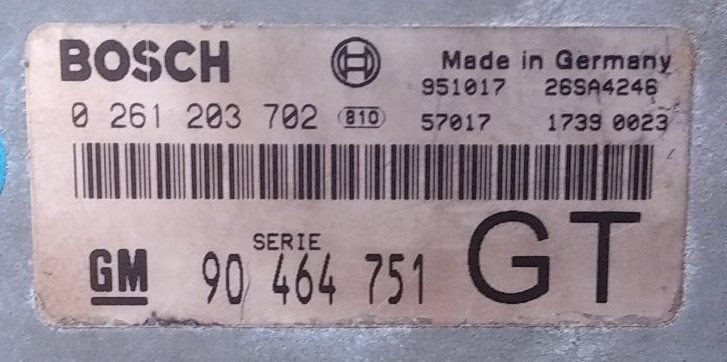 BOSCH
Made in Germany
951017 26SA4246
0 261 203 702 810
57017 1739 0023
SERIE
GM 90 464 751 GT